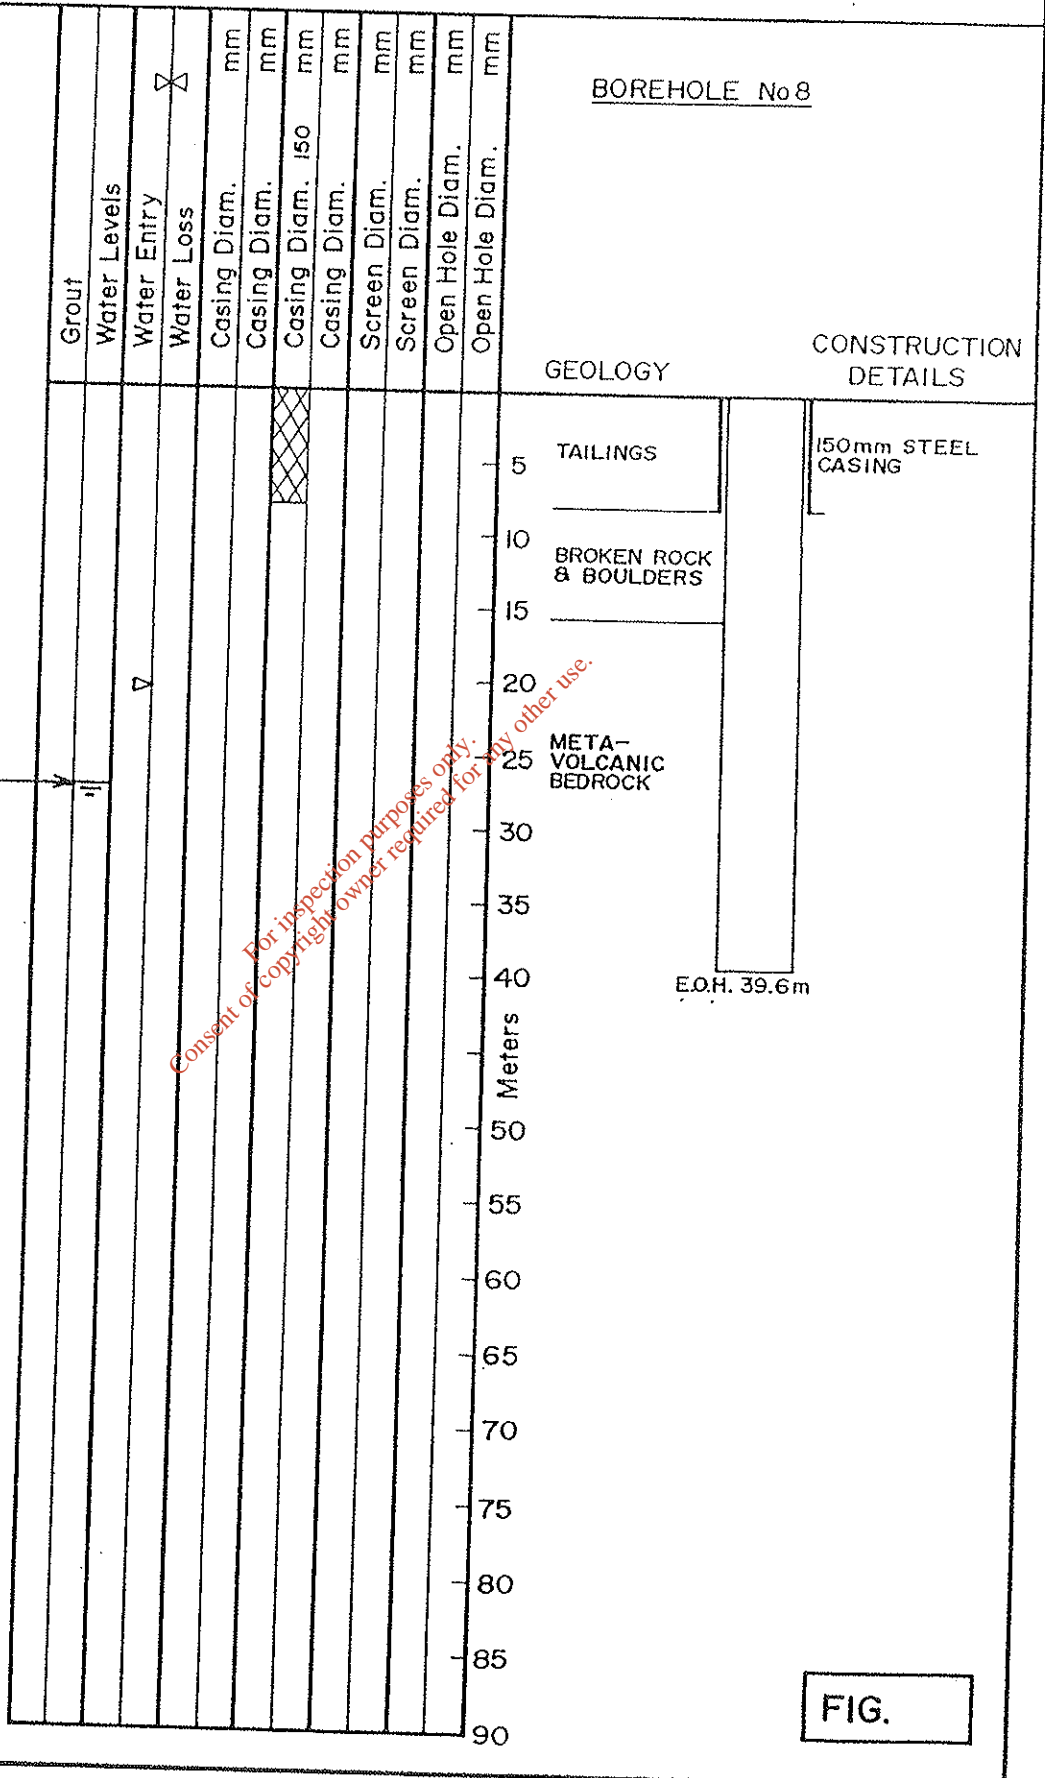 BOREHOLE No 8
Grout
Water Levels
Water Entry
Water Loss
Casing Diam. mm
Casing Diam. mm
Casing Diam. 150 mm
Casing Diam. mm
Screen Diam. mm
Screen Diam. mm
Open Hole Diam. mm
Open Hole Diam. mm
GEOLOGY
CONSTRUCTION
DETAILS
5
10
15
20
25
30
35
40
Meters
50
55
60
65
70
75
80
85
90
TAILINGS
BROKEN ROCK
& BOULDERS
META-
VOLCANIC
BEDROCK
150mm STEEL
CASING
E.O.H. 39.6m
For inspection purposes only.
Consent of copyright owner required for any other use.
FIG.